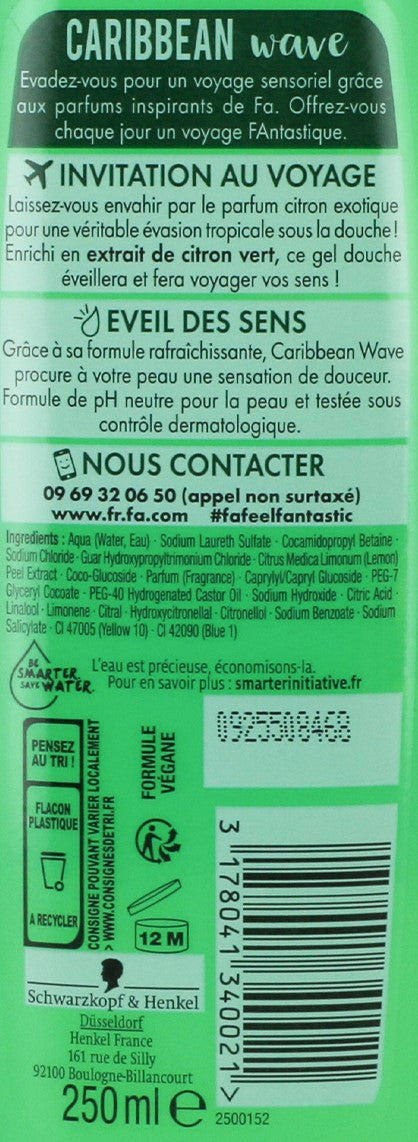 CARIBBEAN wave
Evadez-vous pour un voyage sensoriel grâce
aux parfums inspirants de Fa. Offrez-vous
chaque jour un voyage FAntastique.
INVITATION AU VOYAGE
Laissez-vous envahir par le parfum citron exotique
pour une véritable évasion tropicale sous la douche!
Enrichi en extrait de citron vert, ce gel douche
éveillera et fera voyager vos sens !
EVEIL DES SENS
Grâce à sa formule rafraîchissante, Caribbean Wave
procure à votre peau une sensation de douceur.
Formule de pH neutre pour la peau et testée sous
contrôle dermatologique.
NOUS CONTACTER
09 69 32 06 50 (appel non surtaxé)
www.fr.fa.com #fafeelfantastic
Ingredients : Aqua (Water, Eau) · Sodium Laureth Sulfate · Cocamidopropyl Betaine ·
Sodium Chloride · Guar Hydroxypropyltrimonium Chloride · Citrus Medica Limonum (Lemon)
Peel Extract · Coco-Glucoside · Parfum (Fragrance) · Caprylyl/Capryl Glucoside · PEG-7
Glyceryl Cocoate · PEG-40 Hydrogenated Castor Oil · Sodium Hydroxide · Citric Acid ·
Linalool · Limonene · Citral · Hydroxycitronellal · Citronellol · Sodium Benzoate · Sodium
Salicylate · CI 47005 (Yellow 10) · CI 42090 (Blue 1)
BE
SMARTER
SAVE WATER.
L'eau est précieuse, économisons-la.
Pour en savoir plus : smarterinitiative.fr
0925508468
PENSEZ
AU TRI !
FLACON
PLASTIQUE
A RECYCLER
CONSIGNE POUVANT VARIER LOCALEMENT
> WWW.CONSIGNESDETRI.FR
FORMULE
VÉGANE
12 M
3 178041 340021 >
Schwarzkopf & Henkel
Düsseldorf
Henkel France
161 rue de Silly
92100 Boulogne-Billancourt
250 ml e
2500152